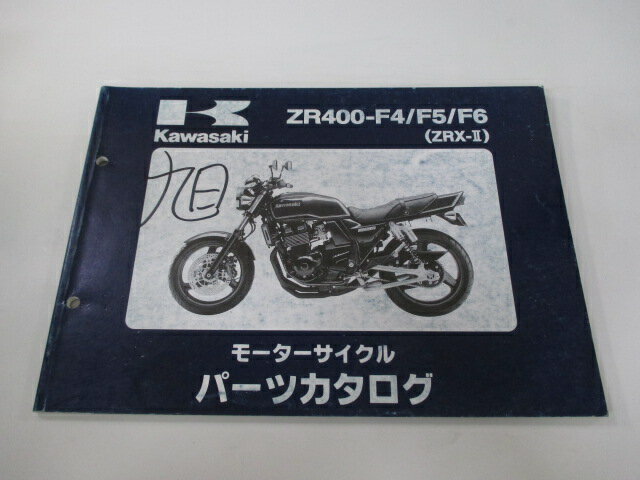 Kawasaki
ZR400-F4/F5/F6
(ZRX-Ⅱ)
旭
Kawasaki
モーターサイクル
パーツカタログ